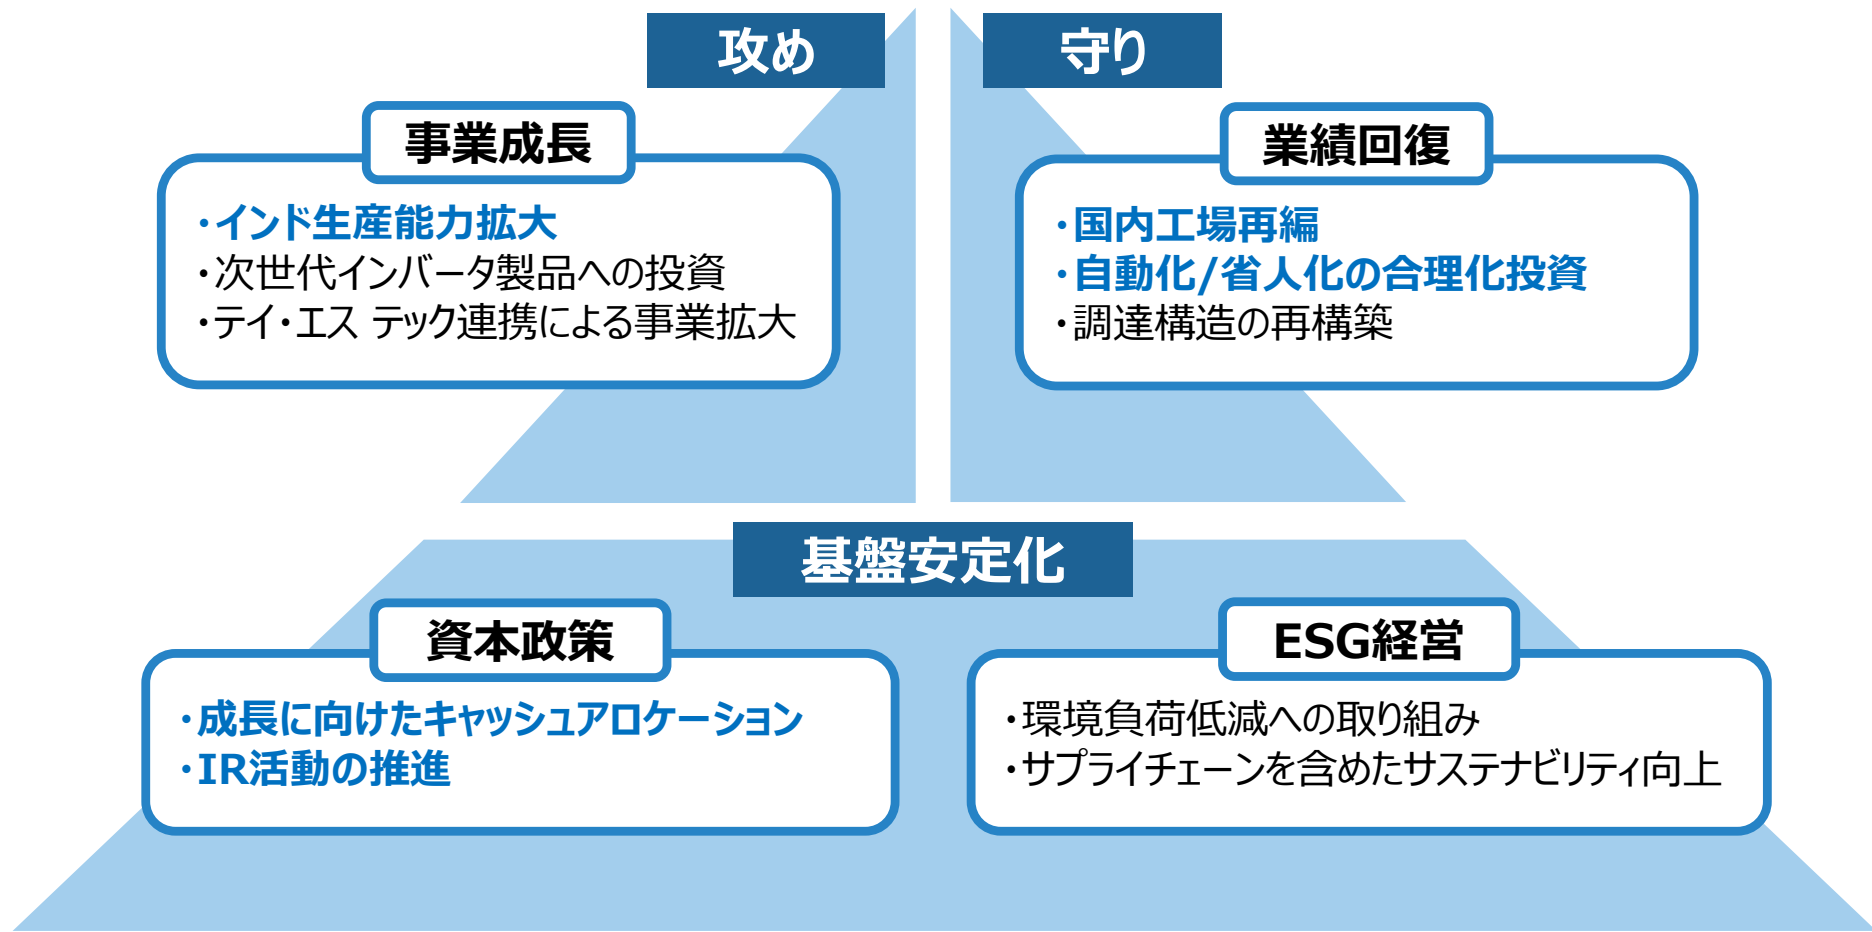 攻め
守り
事業成長
・インド生産能力拡大
・次世代インバータ製品への投資
・テイ・エス テック連携による事業拡大
業績回復
・国内工場再編
・自動化/省人化の合理化投資
・調達構造の再構築
基盤安定化
資本政策
・成長に向けたキャッシュアロケーション
・IR活動の推進
ESG経営
・環境負荷低減への取り組み
・サプライチェーンを含めたサステナビリティ向上